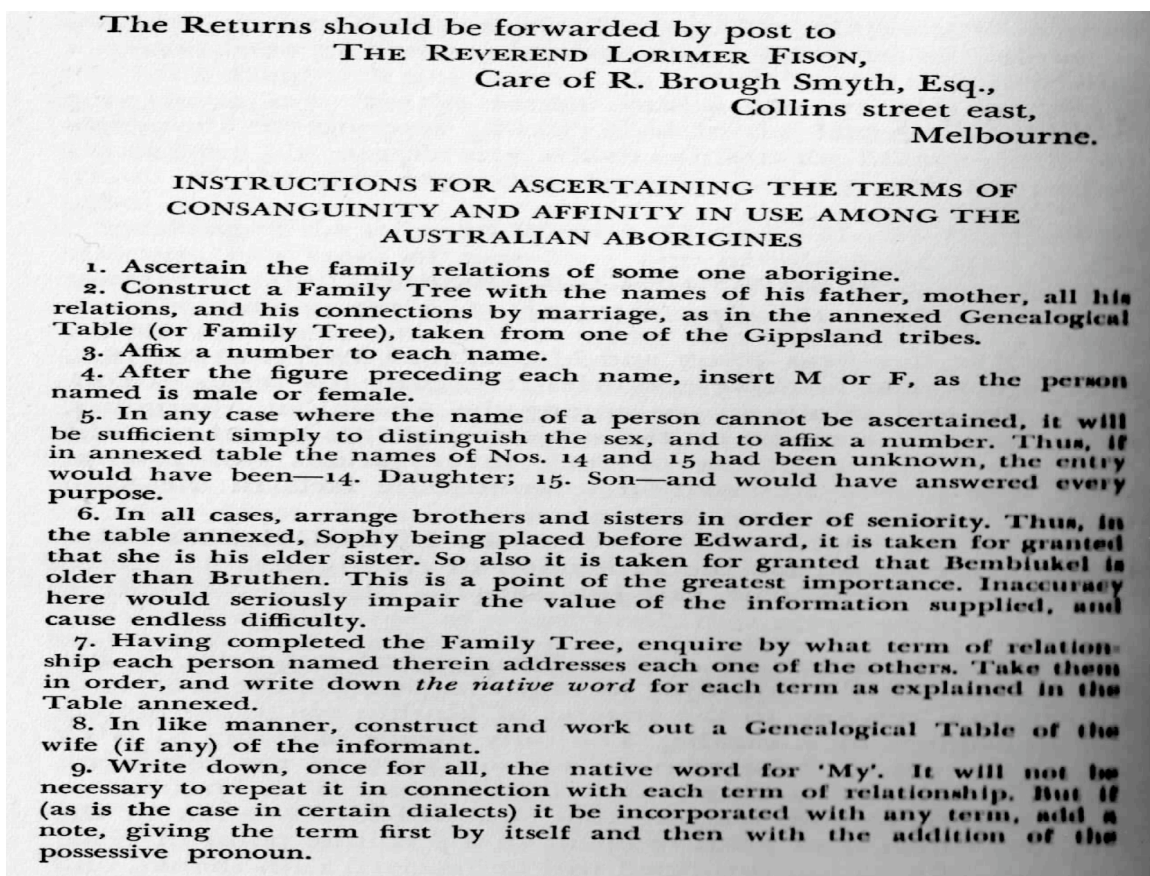 The Returns should be forwarded by post to
THE REVEREND LORIMER FISON,
Care of R. Brough Smyth, Esq.,
Collins street east,
Melbourne.
INSTRUCTIONS FOR ASCERTAINING THE TERMS OF
CONSANGUINITY AND AFFINITY IN USE AMONG THE
AUSTRALIAN ABORIGINES
1. Ascertain the family relations of some one aborigine.
2. Construct a Family Tree with the names of his father, mother, all his
relations, and his connections by marriage, as in the annexed Genealogical
Table (or Family Tree), taken from one of the Gippsland tribes.
3. Affix a number to each name.
4. After the figure preceding each name, insert M or F, as the person
named is male or female.
5. In any case where the name of a person cannot be ascertained, it will
be sufficient simply to distinguish the sex, and to affix a number. Thus, if
in annexed table the names of Nos. 14 and 15 had been unknown, the entry
would have been—14. Daughter; 15. Son—and would have answered every
purpose.
6. In all cases, arrange brothers and sisters in order of seniority. Thus, in
the table annexed, Sophy being placed before Edward, it is taken for granted
that she is his elder sister. So also it is taken for granted that Bembiukel is
older than Bruthen. This is a point of the greatest importance. Inaccuracy
here would seriously impair the value of the information supplied, and
cause endless difficulty.
7. Having completed the Family Tree, enquire by what term of relation-
ship each person named therein addresses each one of the others. Take them
in order, and write down the native word for each term as explained in the
Table annexed.
8. In like manner, construct and work out a Genealogical Table of the
wife (if any) of the informant.
9. Write down, once for all, the native word for 'My'. It will not be
necessary to repeat it in connection with each term of relationship. But if
(as is the case in certain dialects) it be incorporated with any term, add a
note, giving the term first by itself and then with the addition of the
possessive pronoun.